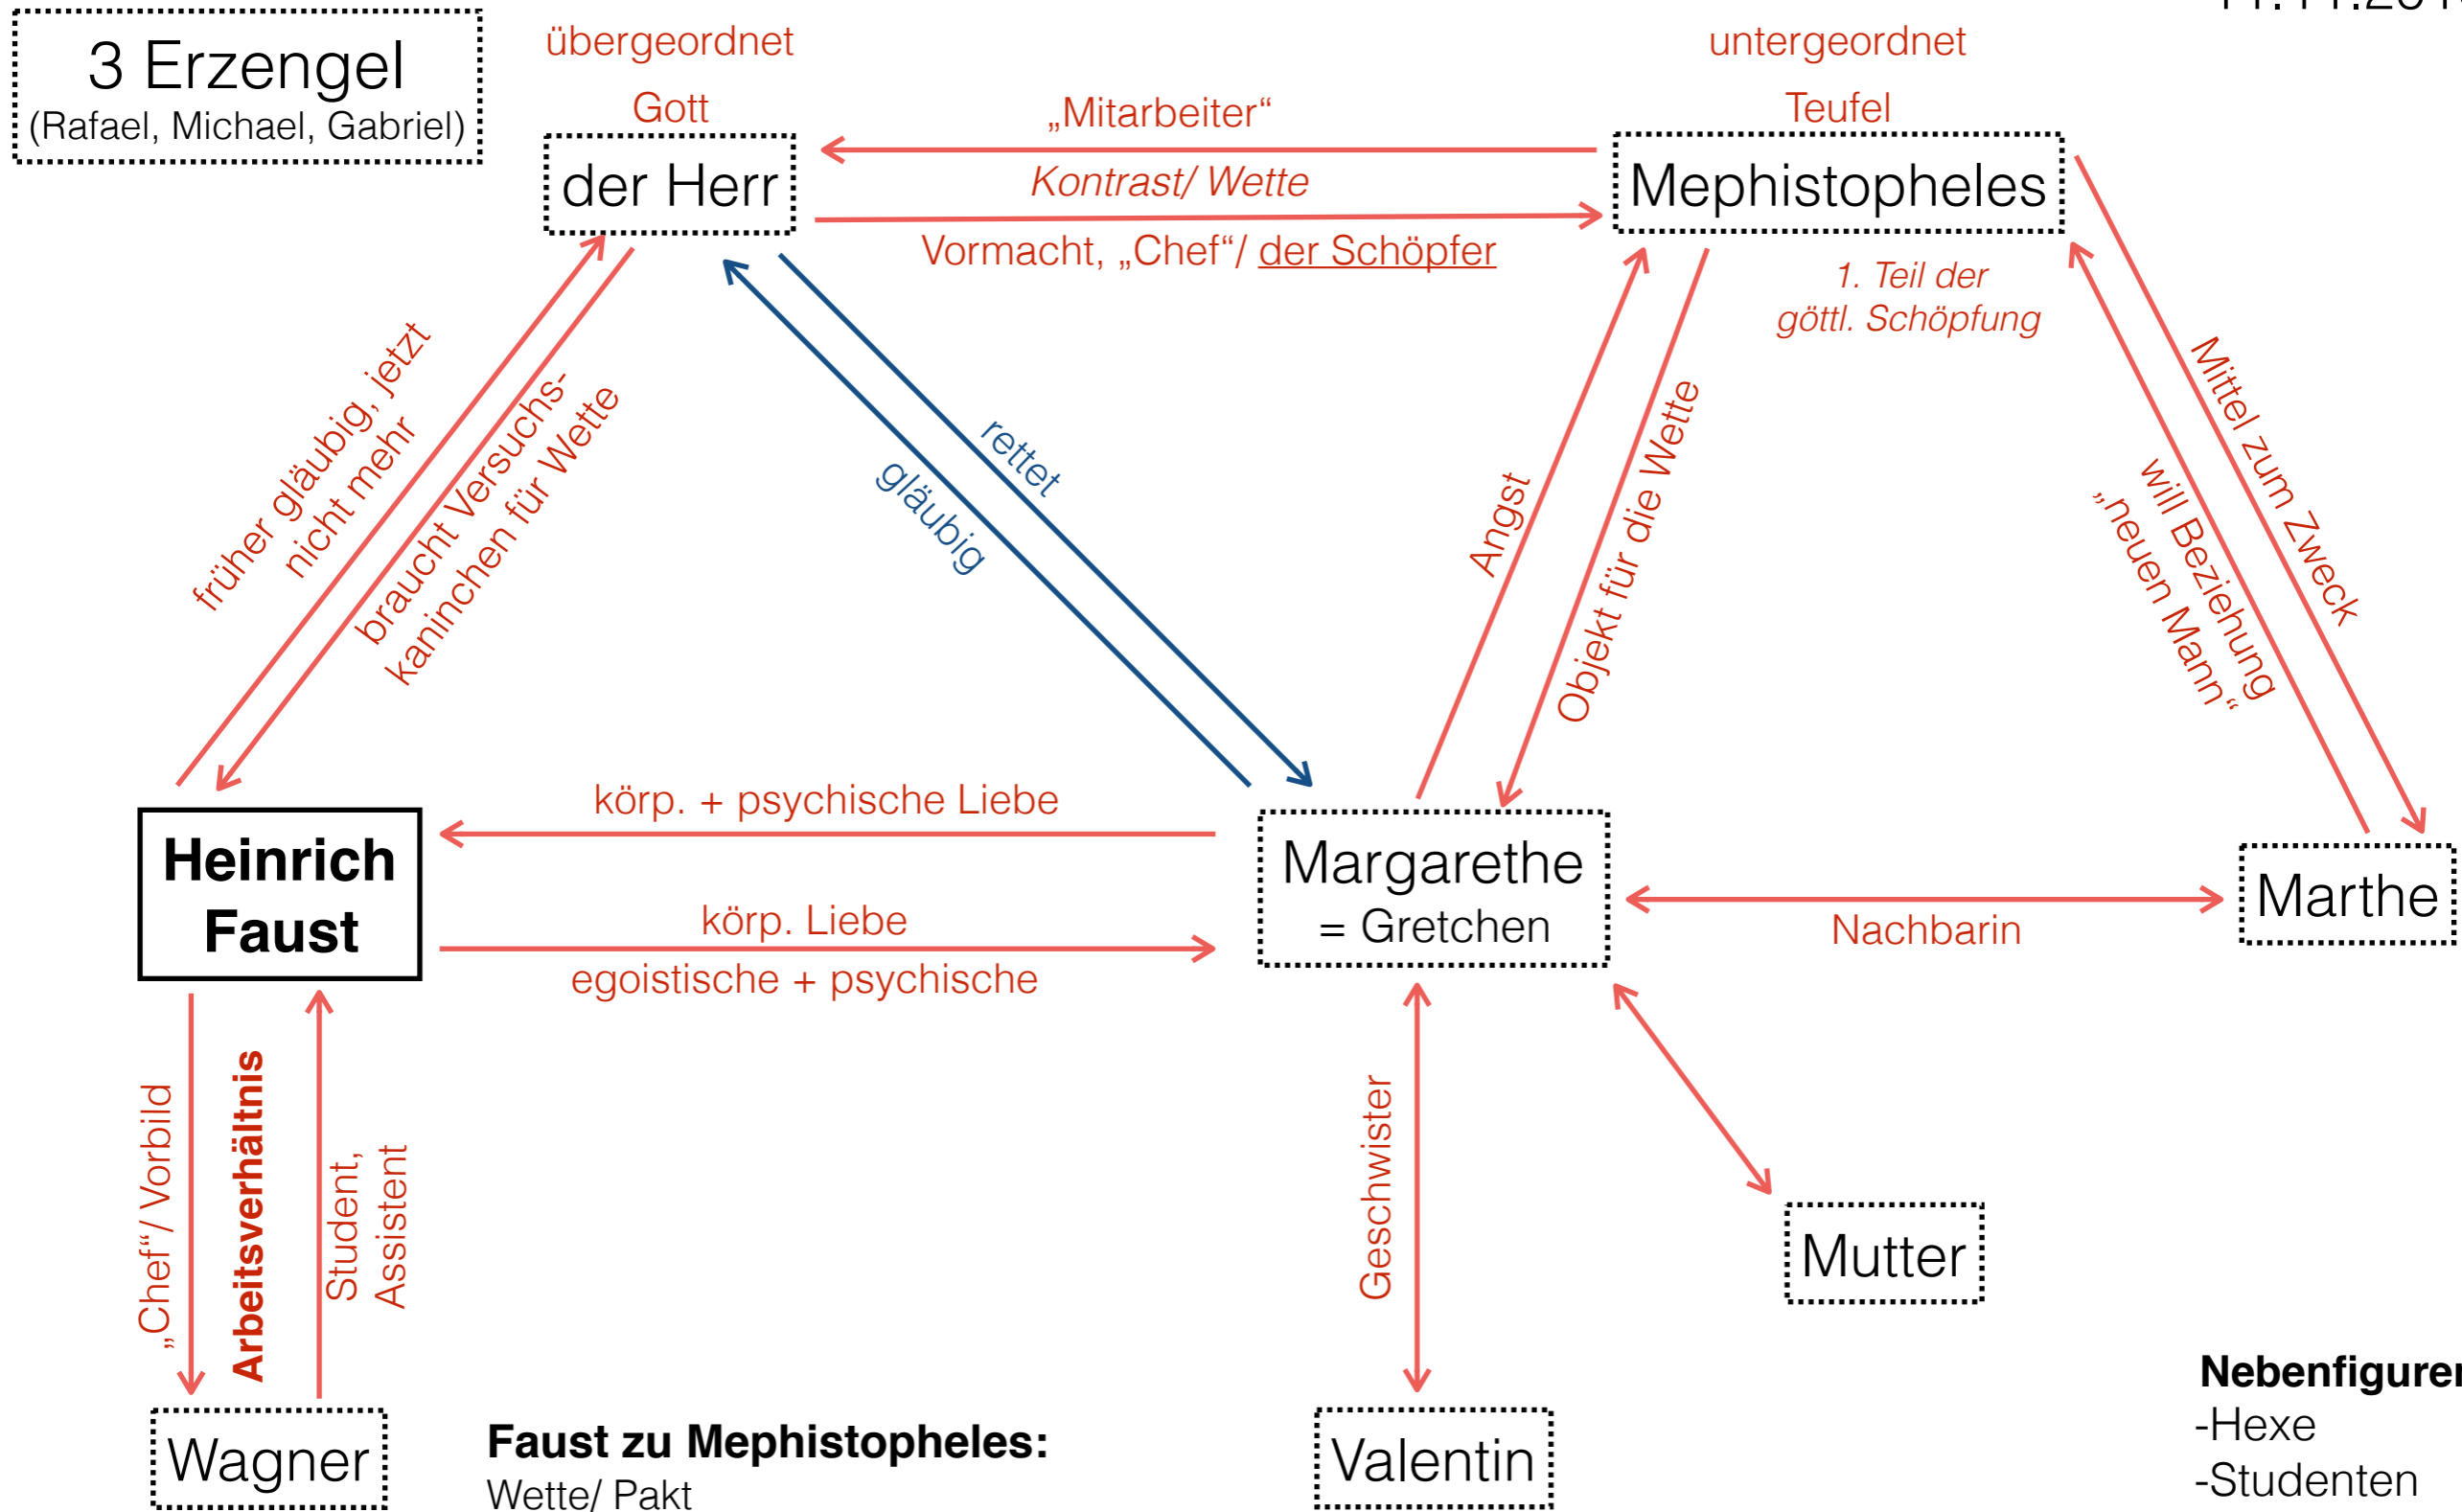 3 Erzengel
(Rafael, Michael, Gabriel)
übergeordnet
Gott
der Herr
„Mitarbeiter“
Kontrast/ Wette
Vormacht, „Chef“/ der Schöpfer
untergeordnet
Teufel
Mephistopheles
1. Teil der
göttl. Schöpfung
früher gläubig, jetzt
nicht mehr
braucht Versuchs-
kaninchen für Wette
gläubig
rettet
Angst
Objekt für die Wette
Mittel zum Zweck
will Beziehung
„neuen Mann“
Heinrich
Faust
körp. + psychische Liebe
körp. Liebe
egoistische + psychische
Margarethe
= Gretchen
Nachbarin
Marthe
„Chef“/ Vorbild
Arbeitsverhältnis
Student,
Assistent
Geschwister
Mutter
Wagner
Faust zu Mephistopheles:
Wette/ Pakt
Valentin
Nebenfiguren
-Hexe
-Studenten